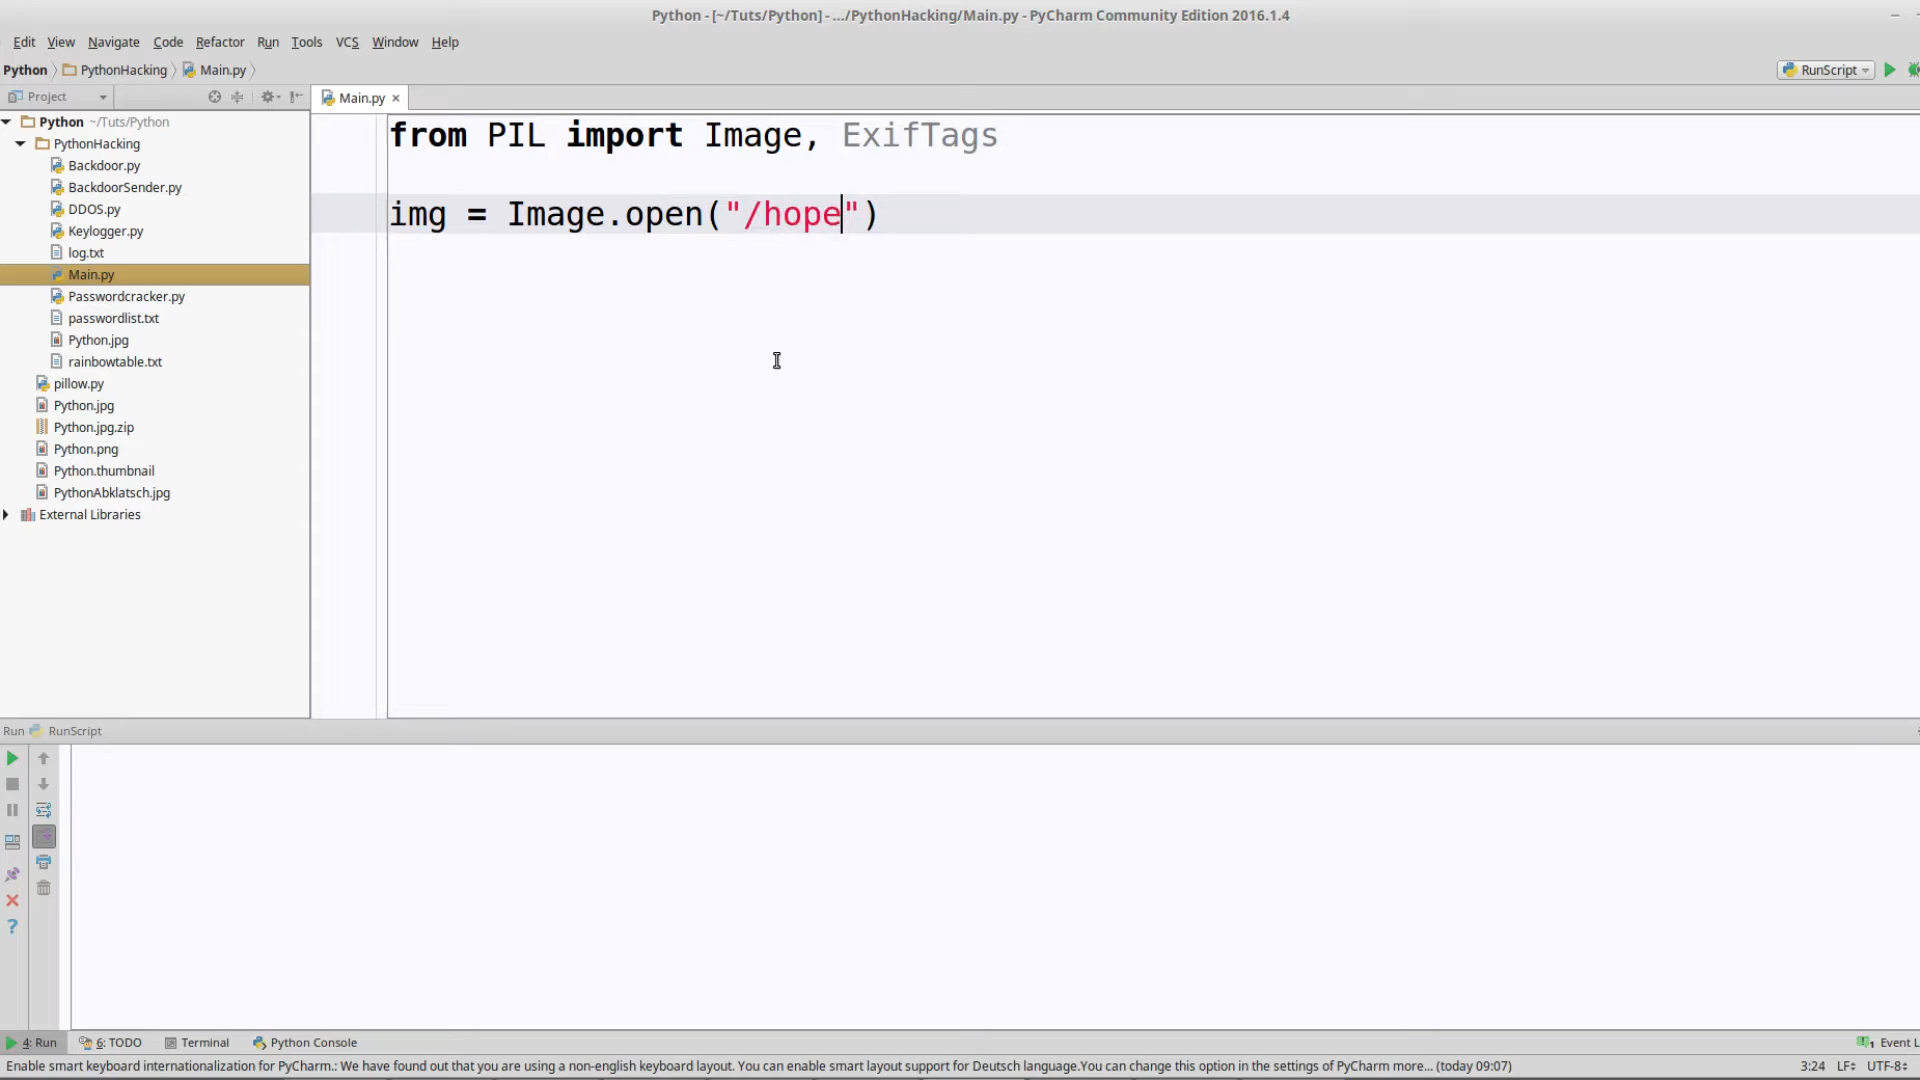 Python - [~/Tuts/Python] - .../PythonHacking/Main.py - PyCharm Community Edition 2016.1.4
Edit View Navigate Code Refactor Run Tools VCS Window Help
Python PythonHacking Main.py RunScript
Project Main.py
from PIL import Image, ExifTags
img = Image.open("/hope")
Python ~/Tuts/Python
PythonHacking
Backdoor.py
BackdoorSender.py
DDOS.py
Keylogger.py
log.txt
Main.py
Passwordcracker.py
passwordlist.txt
Python.jpg
rainbowtable.txt
pillow.py
Python.jpg
Python.jpg.zip
Python.png
Python.thumbnail
PythonAbklatsch.jpg
External Libraries
Run RunScript
4: Run 6: TODO Terminal Python Console 1 Event L
Enable smart keyboard internationalization for PyCharm.: We have found out that you are using a non-english keyboard layout. You can enable smart layout support for Deutsch language.You can change this option in the settings of PyCharm more... (today 09:07) 3:24 LF UTF-8